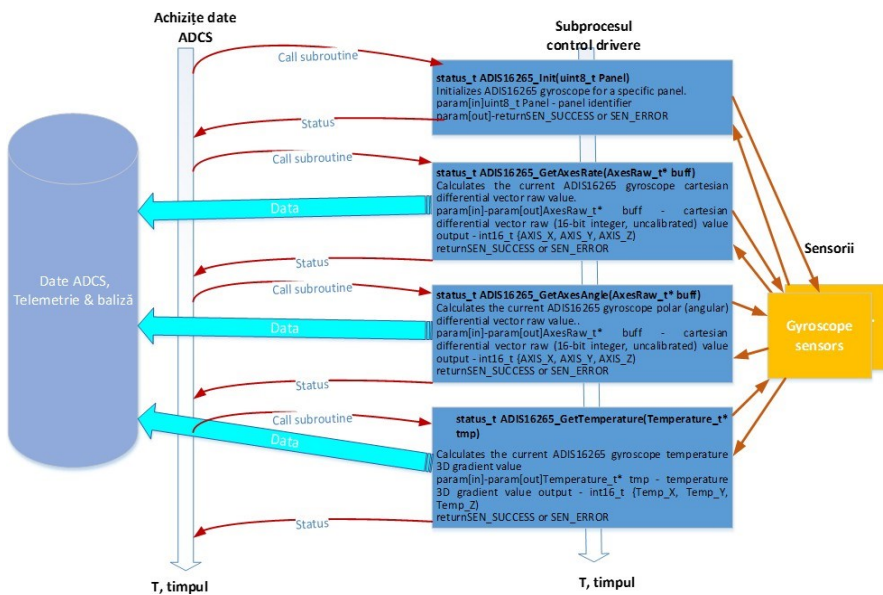 Achiziție date
ADCS
Subprocesul
control drivere
Call subroutine
status_t ADIS16265_Init(uint8_t Panel)
Initializes ADIS16265 gyroscope for a specific panel.
param[in]uint8_t Panel - panel identifier
param[out]-returnSEN_SUCCESS or SEN_ERROR
Status
Call subroutine
status_t ADIS16265_GetAxesRate(AxesRaw_t* buff)
Calculates the current ADIS16265 gyroscope cartesian
differential vector raw value.
param[in]-param[out]AxesRaw_t* buff - cartesian
differential vector raw (16-bit integer, uncalibrated) value
output - int16_t {AXIS_X, AXIS_Y, AXIS_Z)
returnSEN_SUCCESS or SEN_ERROR
Data
Status
Sensorii
Date ADCS,
Telemetrie & baliză
Call subroutine
status_t ADIS16265_GetAxesAngle(AxesRaw_t* buff)
Calculates the current ADIS16265 gyroscope polar (angular)
differential vector raw value..
param[in]-param[out]AxesRaw_t* buff - cartesian
differential vector raw (16-bit integer, uncalibrated) value
output - int16_t {AXIS_X, AXIS_Y, AXIS_Z)
returnSEN_SUCCESS or SEN_ERROR
Data
Gyroscope
sensors
Status
Call subroutine
status_t ADIS16265_GetTemperature(Temperature_t*
tmp)
Calculates the current ADIS16265 gyroscope temperature
3D gradient value
param[in]-param[out]Temperature_t* tmp - temperature
3D gradient value output - int16_t {Temp_X, Temp_Y,
Temp_Z)
returnSEN_SUCCESS or SEN_ERROR
Data
Status
T, timpul
T, timpul